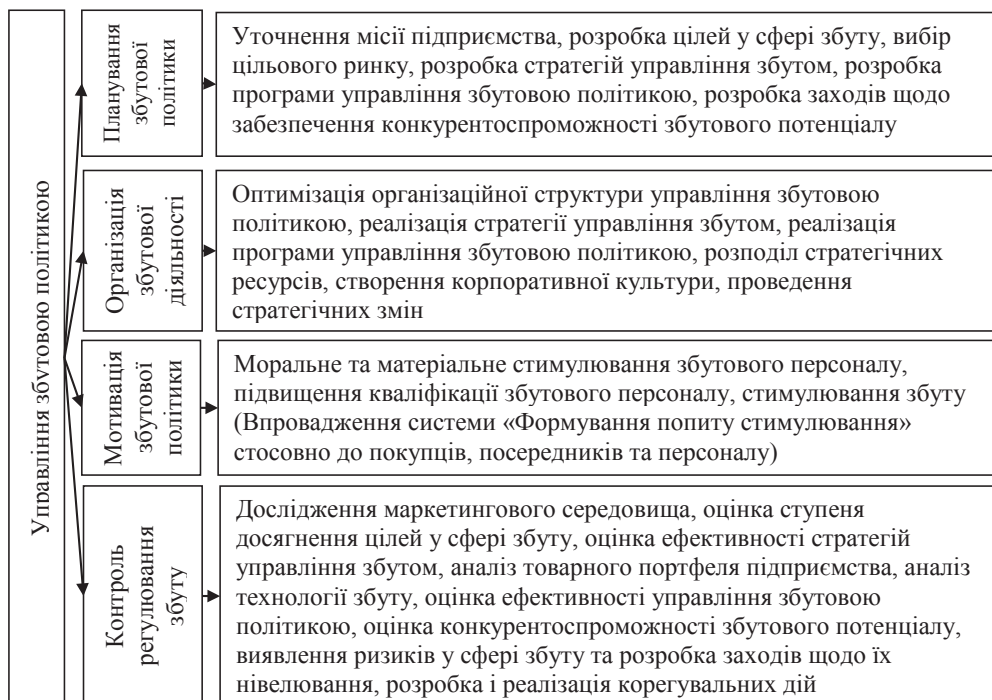 Управління збутовою політикою
Планування
збутової
політики
Уточнення місії підприємства, розробка цілей у сфері збуту, вибір
цільового ринку, розробка стратегій управління збутом, розробка
програми управління збутовою політикою, розробка заходів щодо
забезпечення конкурентоспроможності збутового потенціалу
Організація
збутової
діяльності
Оптимізація організаційної структури управління збутовою
політикою, реалізація стратегії управління збутом, реалізація
програми управління збутовою політикою, розподіл стратегічних
ресурсів, створення корпоративної культури, проведення
стратегічних змін
Мотивація
збутової
політики
Моральне та матеріальне стимулювання збутового персоналу,
підвищення кваліфікації збутового персоналу, стимулювання збуту
(Впровадження системи «Формування попиту стимулювання»
стосовно до покупців, посередників та персоналу)
Контроль
регулювання
збуту
Дослідження маркетингового середовища, оцінка ступеня
досягнення цілей у сфері збуту, оцінка ефективності стратегій
управління збутом, аналіз товарного портфеля підприємства, аналіз
технології збуту, оцінка ефективності управління збутовою
політикою, оцінка конкурентоспроможності збутового потенціалу,
виявлення ризиків у сфері збуту та розробка заходів щодо їх
нівелювання, розробка і реалізація корегувальних дій